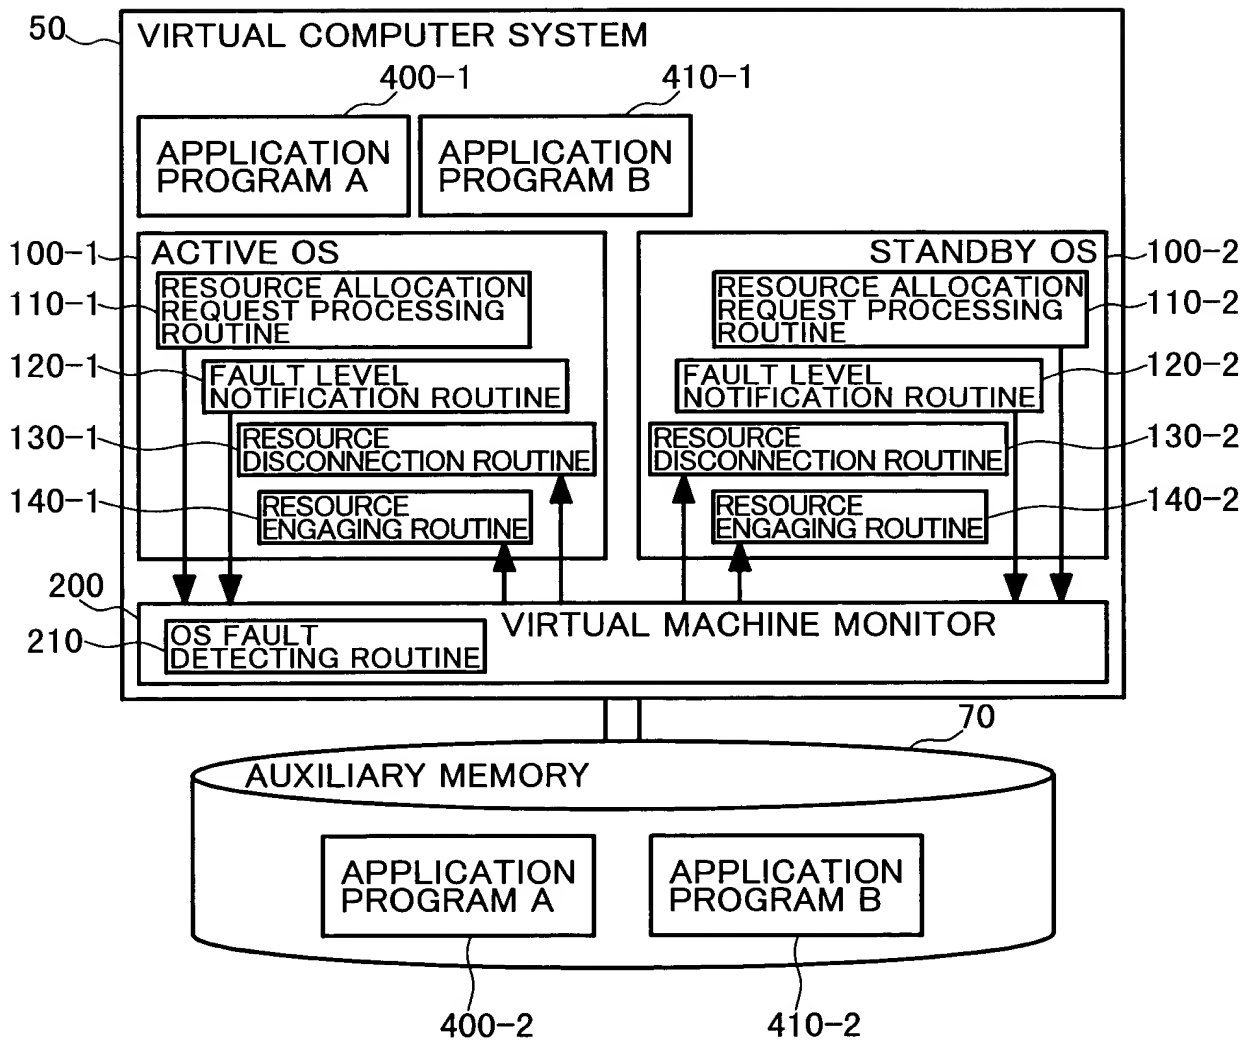 50
VIRTUAL COMPUTER SYSTEM
400-1
410-1
APPLICATION
PROGRAM A
APPLICATION
PROGRAM B
100-1
ACTIVE OS
110-1
RESOURCE ALLOCATION
REQUEST PROCESSING
ROUTINE
120-1
FAULT LEVEL
NOTIFICATION ROUTINE
130-1
RESOURCE
DISCONNECTION ROUTINE
140-1
RESOURCE
ENGAGING ROUTINE
STANDBY OS
100-2
RESOURCE ALLOCATION
REQUEST PROCESSING
ROUTINE
110-2
FAULT LEVEL
NOTIFICATION ROUTINE
120-2
RESOURCE
DISCONNECTION ROUTINE
130-2
RESOURCE
ENGAGING ROUTINE
140-2
200
VIRTUAL MACHINE MONITOR
210
OS FAULT
DETECTING ROUTINE
70
AUXILIARY MEMORY
APPLICATION
PROGRAM A
APPLICATION
PROGRAM B
400-2
410-2